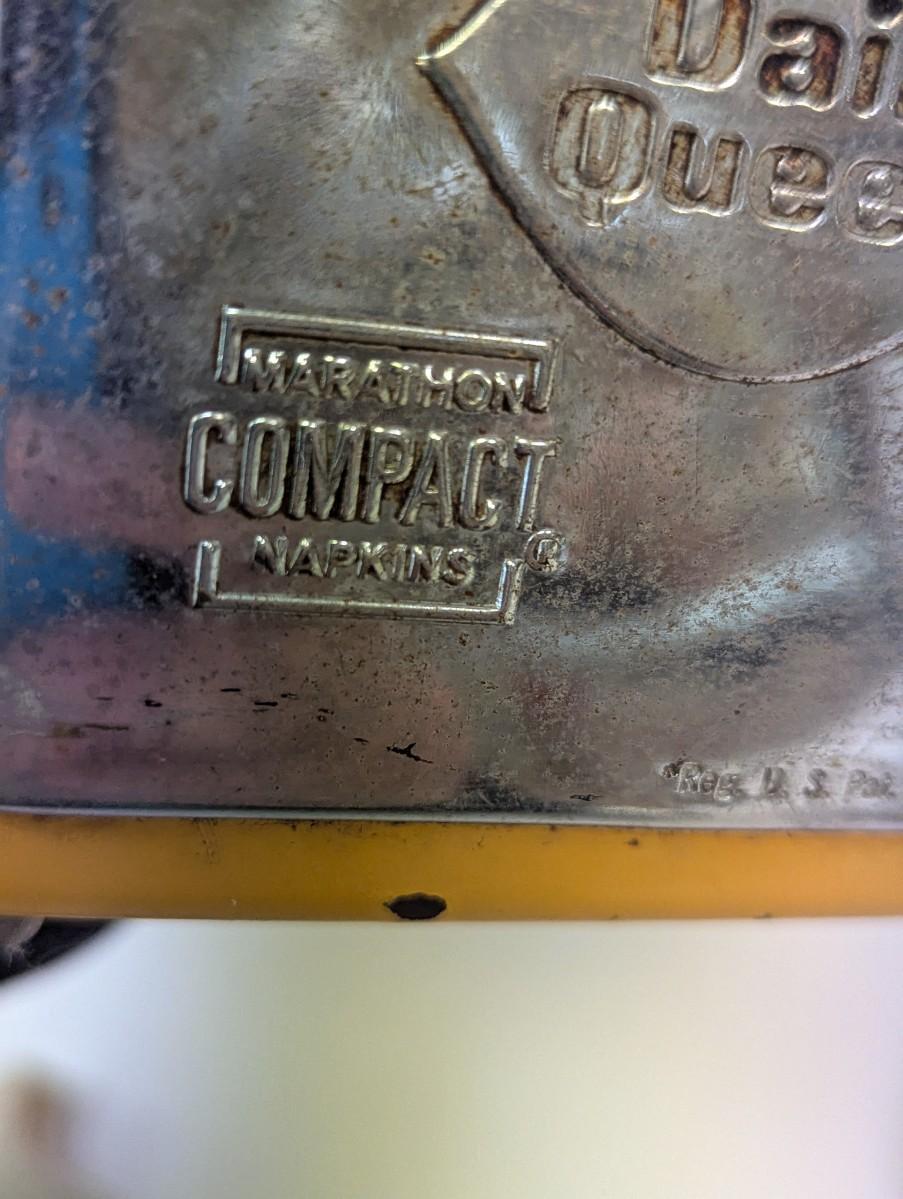 Dai
Quee
MARATHON
COMPACT
NAPKINS ®
*Reg. U. S. Pat.